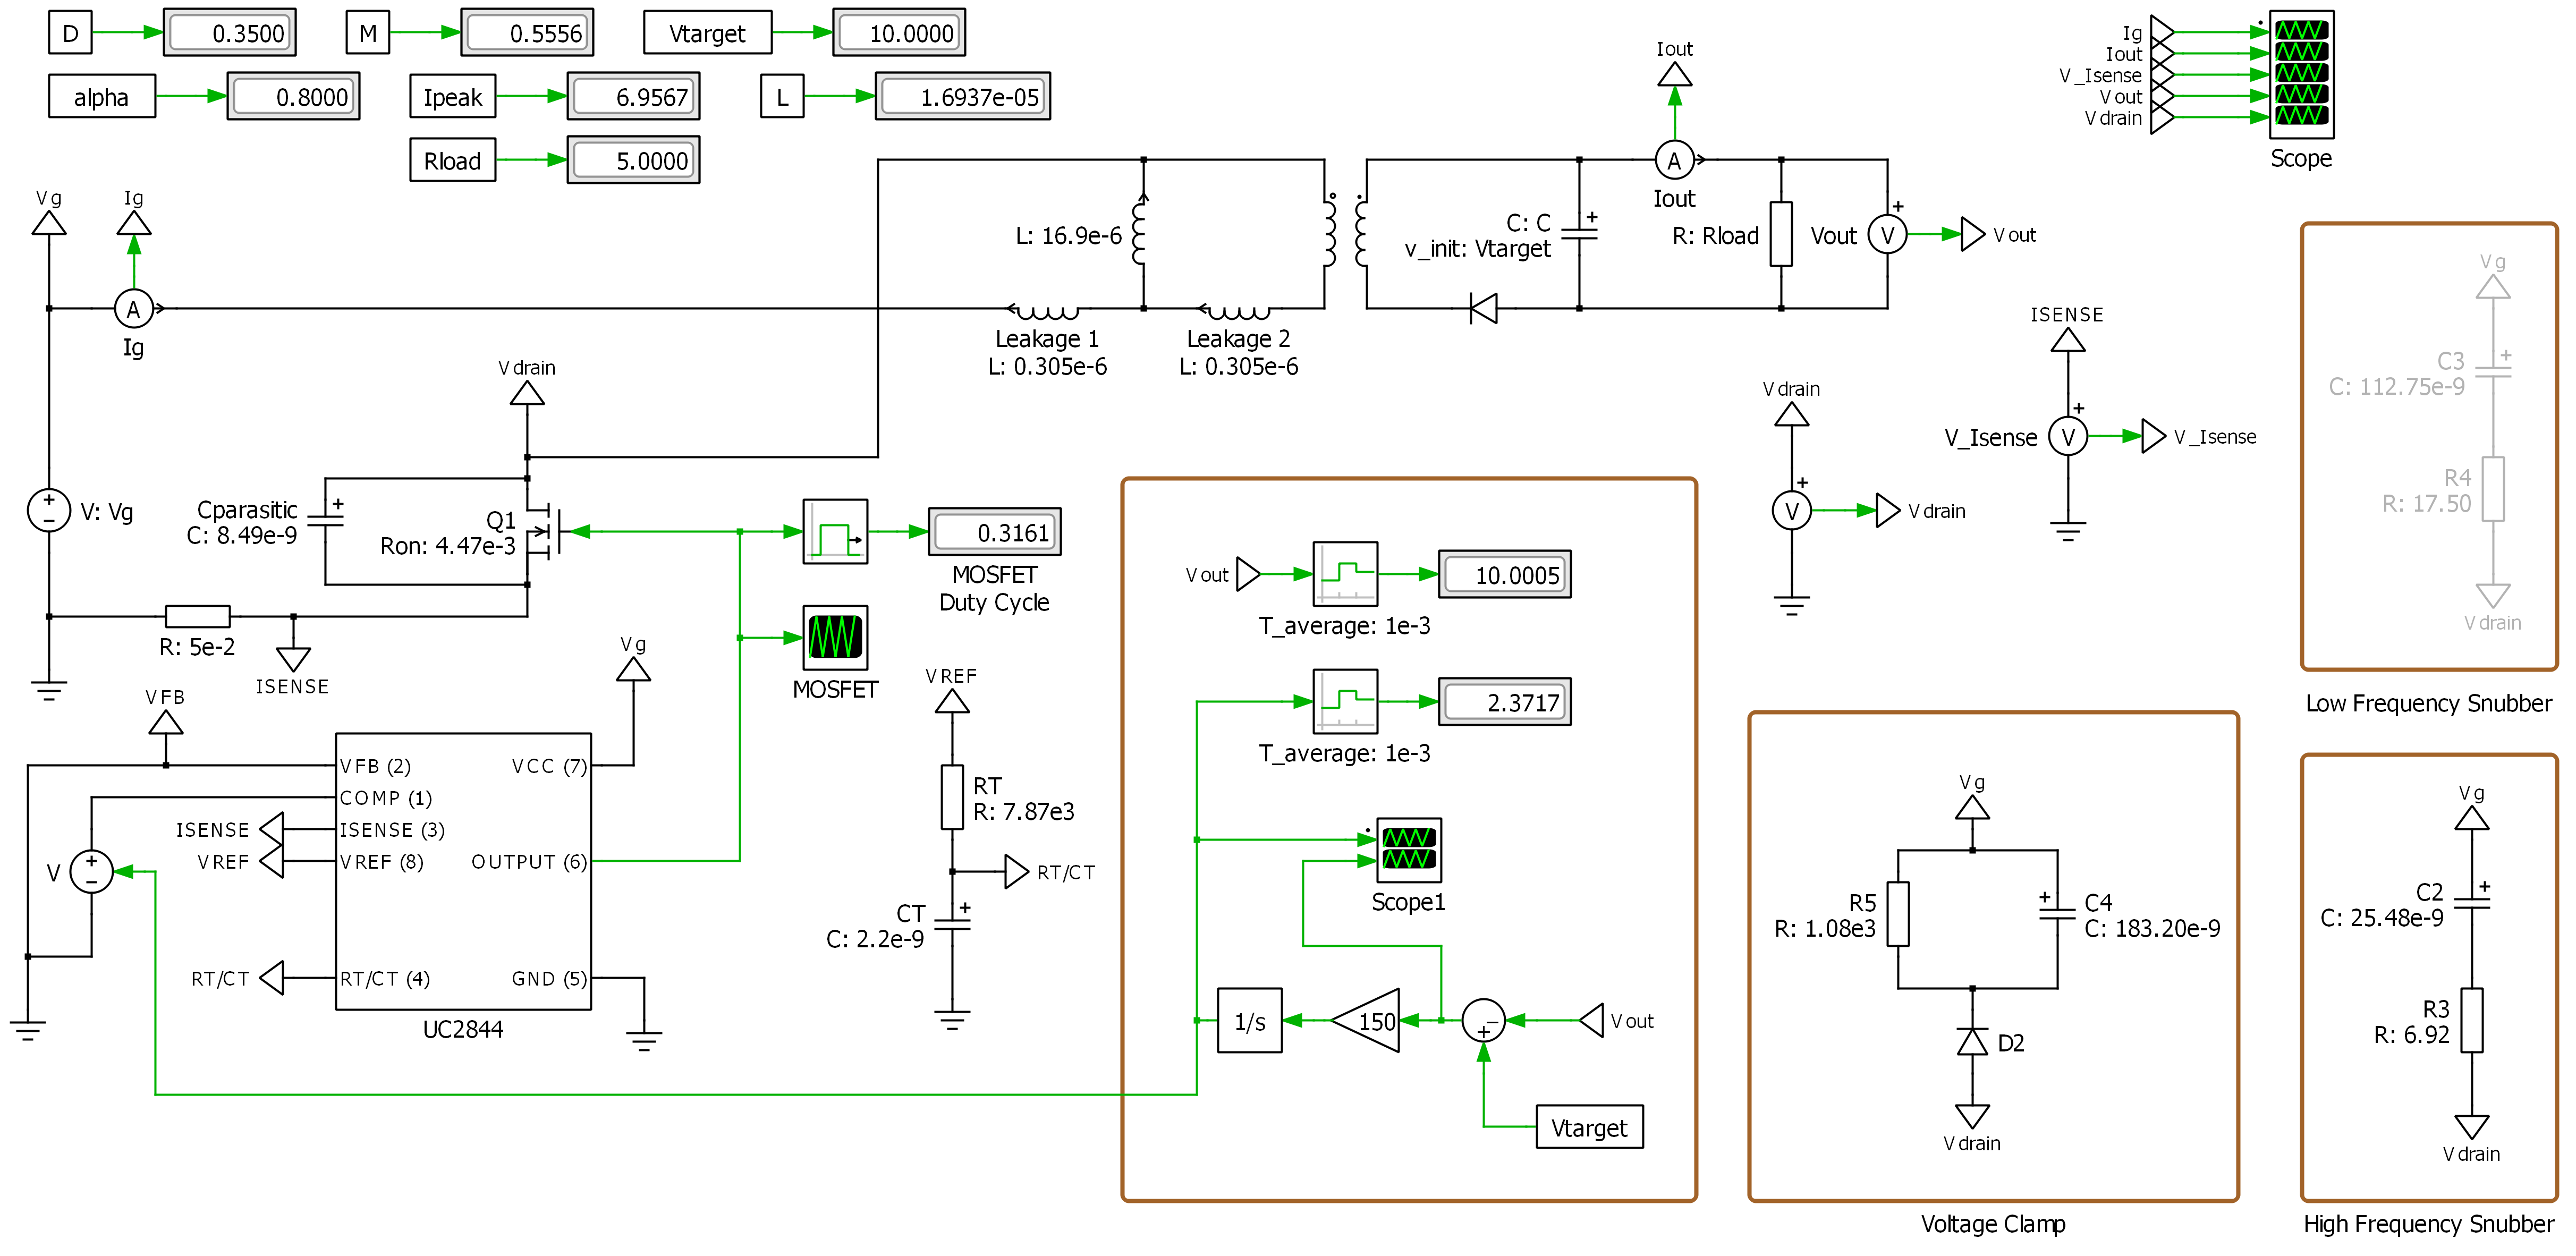 D
0.3500
M
0.5556
Vtarget
10.0000
alpha
0.8000
Ipeak
6.9567
L
1.6937e-05
Rload
5.0000
Ig
Iout
V_Isense
Vout
Vdrain
Scope
Vg
Ig
A
Ig
Iout
A
Iout
L: 16.9e-6
Leakage 1
L: 0.305e-6
Leakage 2
L: 0.305e-6
C: C
v_init: Vtarget
+
R: Rload
Vout
+
V
Vout
Vdrain
Cparasitic
C: 8.49e-9
+
Q1
Ron: 4.47e-3
+
−
V: Vg
R: 5e-2
ISENSE
0.3161
MOSFET
Duty Cycle
MOSFET
VFB
Vg
VFB (2)
COMP (1)
ISENSE (3)
VREF (8)
RT/CT (4)
VCC (7)
OUTPUT (6)
GND (5)
UC2844
ISENSE
VREF
RT/CT
V
+
−
VREF
RT
R: 7.87e3
RT/CT
CT
C: 2.2e-9
+
Vout
10.0005
T_average: 1e-3
2.3717
T_average: 1e-3
Scope1
1/s
150
−
+
Vout
Vtarget
Vdrain
+
V
Vdrain
ISENSE
V_Isense
+
V
V_Isense
Vg
C3
C: 112.75e-9
+
R4
R: 17.50
Vdrain
Low Frequency Snubber
Vg
R5
R: 1.08e3
+
C4
C: 183.20e-9
D2
Vdrain
Voltage Clamp
Vg
C2
C: 25.48e-9
+
R3
R: 6.92
Vdrain
High Frequency Snubber